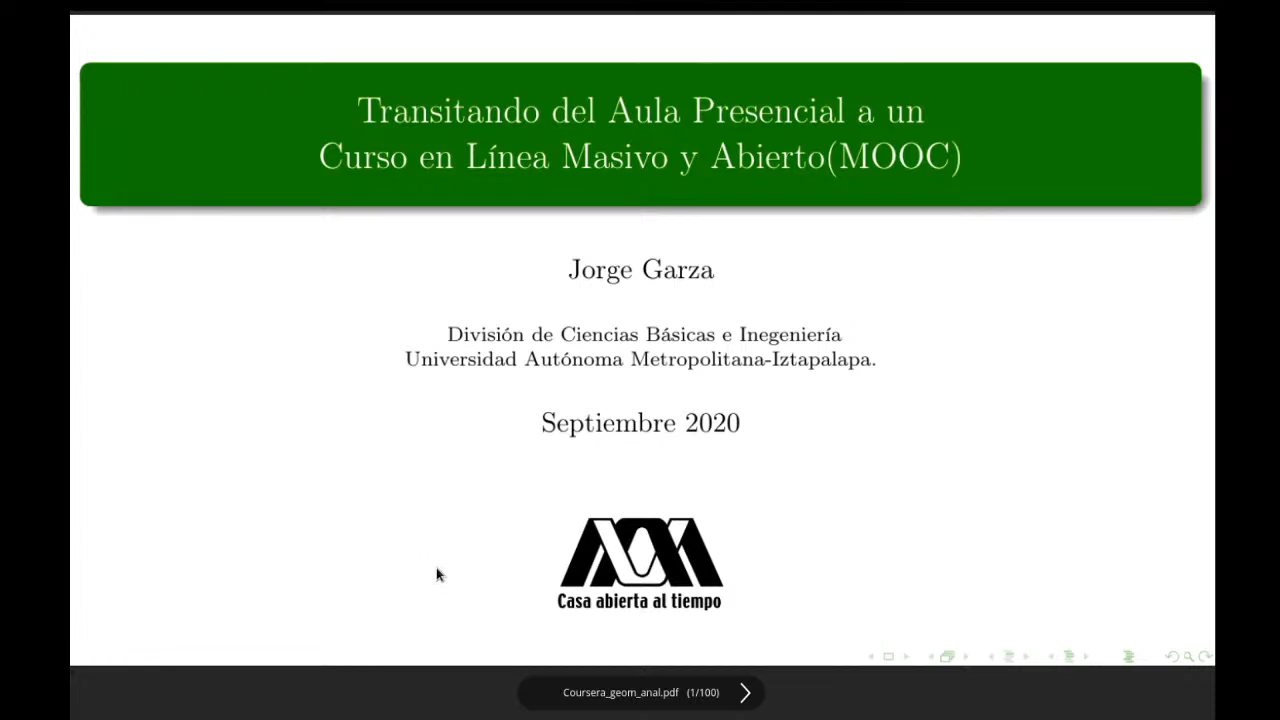 Transitando del Aula Presencial a un
Curso en Línea Masivo y Abierto(MOOC)
Jorge Garza
División de Ciencias Básicas e Inegeniería
Universidad Autónoma Metropolitana-Iztapalapa.
Septiembre 2020
Casa abierta al tiempo
Coursera_geom_anal.pdf (1/100)